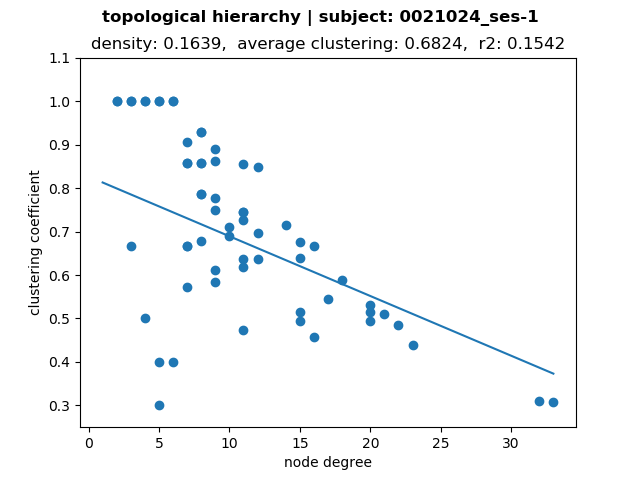 topological hierarchy | subject: 0021024_ses-1
density: 0.1639,  average clustering: 0.6824,  r2: 0.1542
1.1
1.0
0.9
0.8
0.7
0.6
0.5
0.4
0.3
clustering coefficient
0 5 10 15 20 25 30
node degree